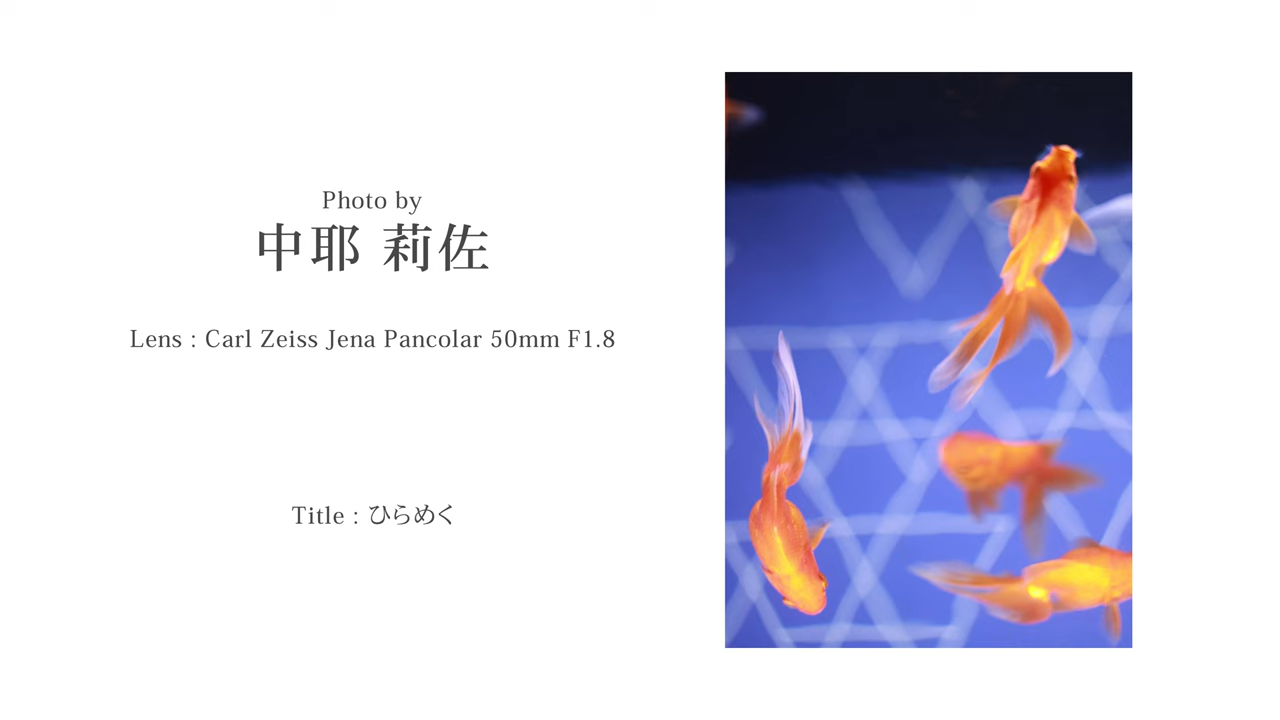 Photo by
中耶 莉佐
Lens : Carl Zeiss Jena Pancolar 50mm F1.8
Title : ひらめく